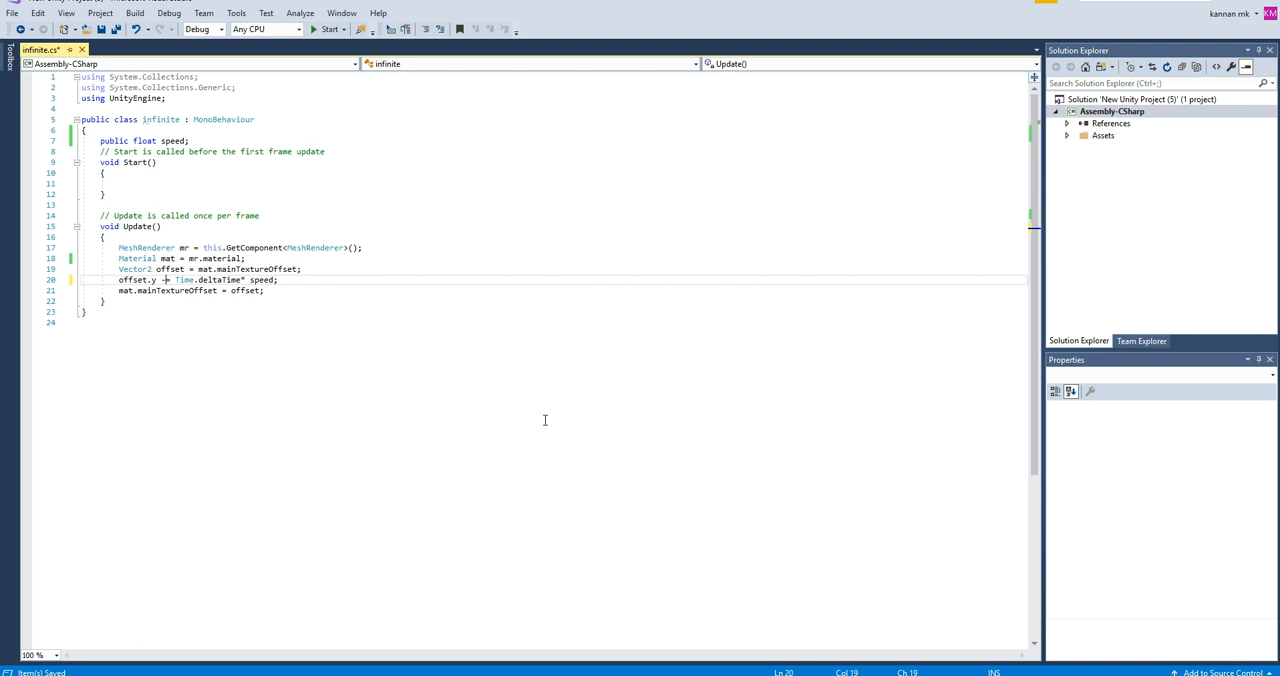 File Edit View Project Build Debug Team Tools Test Analyze Window Help
kannan mk KM
Debug Any CPU Start
infinite.cs*
Toolbox
Assembly-CSharp infinite Update()
1 using System.Collections;
2 using System.Collections.Generic;
3 using UnityEngine;
4
5 public class infinite : MonoBehaviour
6 {
7 public float speed;
8 // Start is called before the first frame update
9 void Start()
10 {
11
12 }
13
14 // Update is called once per frame
15 void Update()
16 {
17 MeshRenderer mr = this.GetComponent<MeshRenderer>();
18 Material mat = mr.material;
19 Vector2 offset = mat.mainTextureOffset;
20 offset.y -= Time.deltaTime* speed;
21 mat.mainTextureOffset = offset;
22 }
23 }
24
100 %
Item(s) Saved Ln 20 Col 19 Ch 19 INS Add to Source Control
Solution Explorer
Search Solution Explorer (Ctrl+;)
Solution 'New Unity Project (5)' (1 project)
Assembly-CSharp
References
Assets
Solution Explorer Team Explorer
Properties